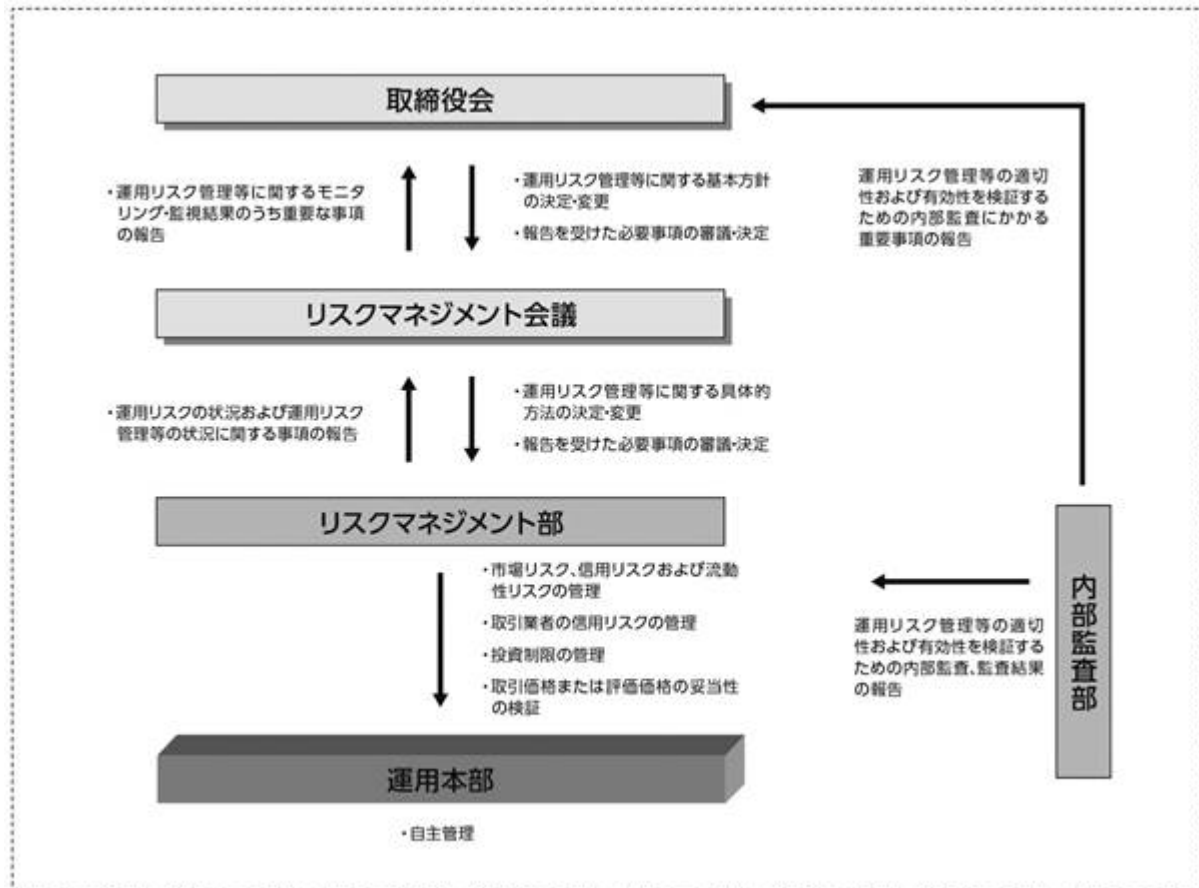 取締役会
・運用リスク管理等に関するモニタ
リング・監視結果のうち重要な事項
の報告
・運用リスク管理等に関する基本方針
の決定・変更
・報告を受けた必要事項の審議・決定
運用リスク管理等の適切
性および有効性を検証する
ための内部監査にかかる
重要事項の報告
リスクマネジメント会議
・運用リスクの状況および運用リスク
管理等の状況に関する事項の報告
・運用リスク管理等に関する具体的
方法の決定・変更
・報告を受けた必要事項の審議・決定
リスクマネジメント部
・市場リスク、信用リスクおよび流動
性リスクの管理
・取引業者の信用リスクの管理
・投資制限の管理
・取引価格または評価価格の妥当性
の検証
運用リスク管理等の適切
性および有効性を検証する
ための内部監査、監査結果
の報告
内部監査部
運用本部
・自主管理